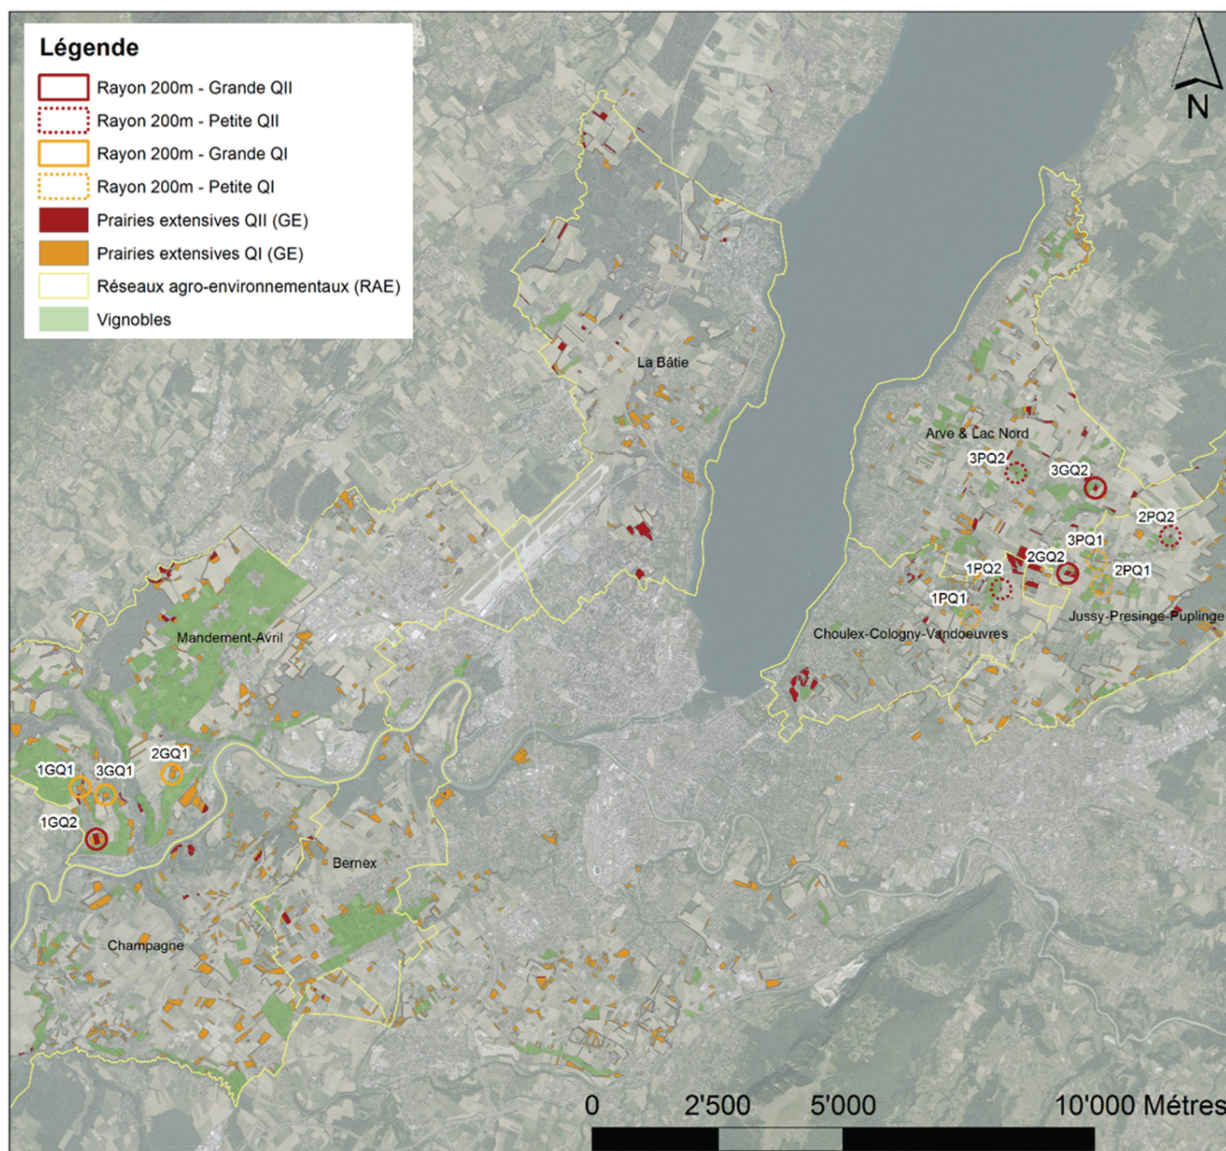 Légende
Rayon 200m - Grande QII
Rayon 200m - Petite QII
Rayon 200m - Grande QI
Rayon 200m - Petite QI
Prairies extensives QII (GE)
Prairies extensives QI (GE)
Réseaux agro-environnementaux (RAE)
Vignobles
N
La Bâtie
Arve & Lac Nord
3PQ2
3GQ2
2PQ2
3PQ1
2GQ2
1PQ2
2PQ1
1PQ1
Jussy-Presinge-Puplinge
Choulex-Cologny-Vandoeuvres
Mandement-Avril
2GQ1
1GQ1
3GQ1
1GQ2
Bernex
Champagne
0 2'500 5'000 10'000 Métres